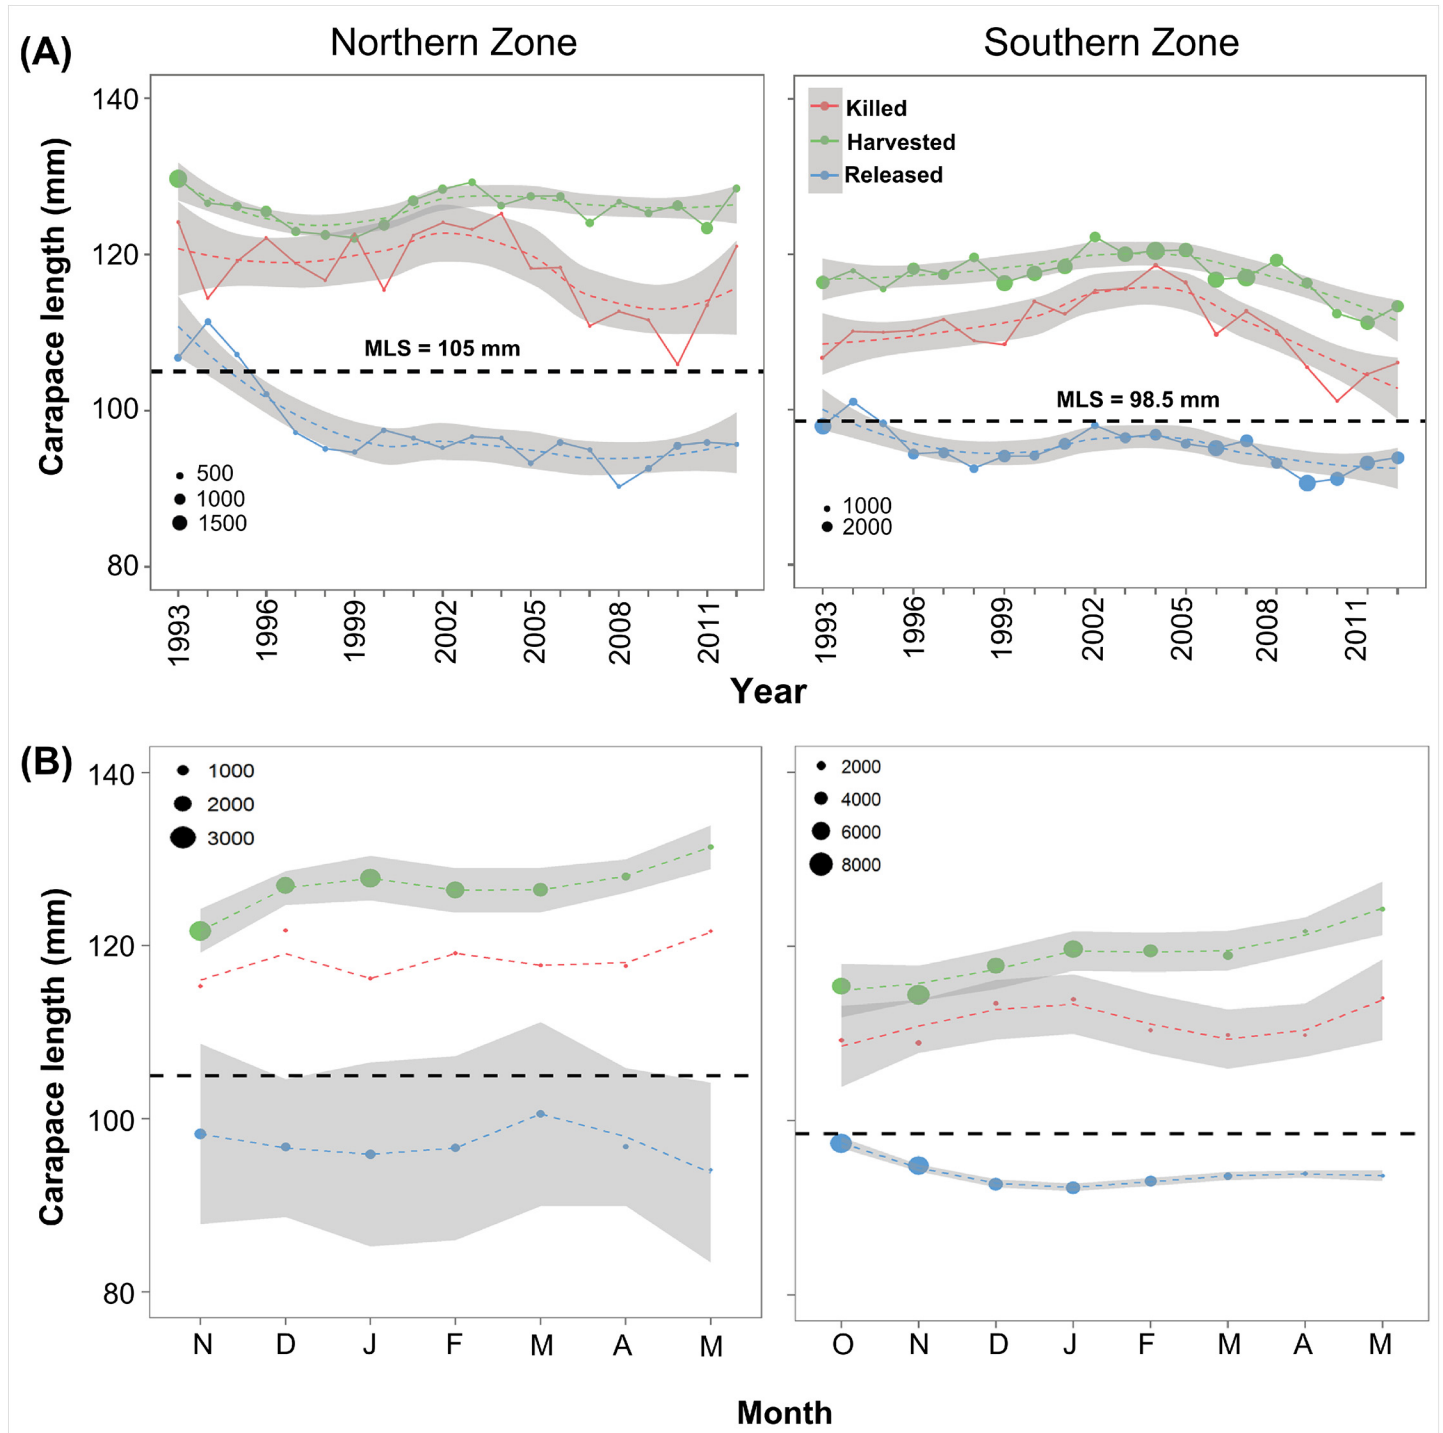 (A)
Northern Zone
Southern Zone
Carapace length (mm)
140
120
100
80
MLS = 105 mm
500
1000
1500
1993
1996
1999
2002
2005
2008
2011
Killed
Harvested
Released
MLS = 98.5 mm
1000
2000
1993
1996
1999
2002
2005
2008
2011
Year
(B)
Carapace length (mm)
140
120
100
80
1000
2000
3000
N D J F M A M
2000
4000
6000
8000
O N D J F M A M
Month